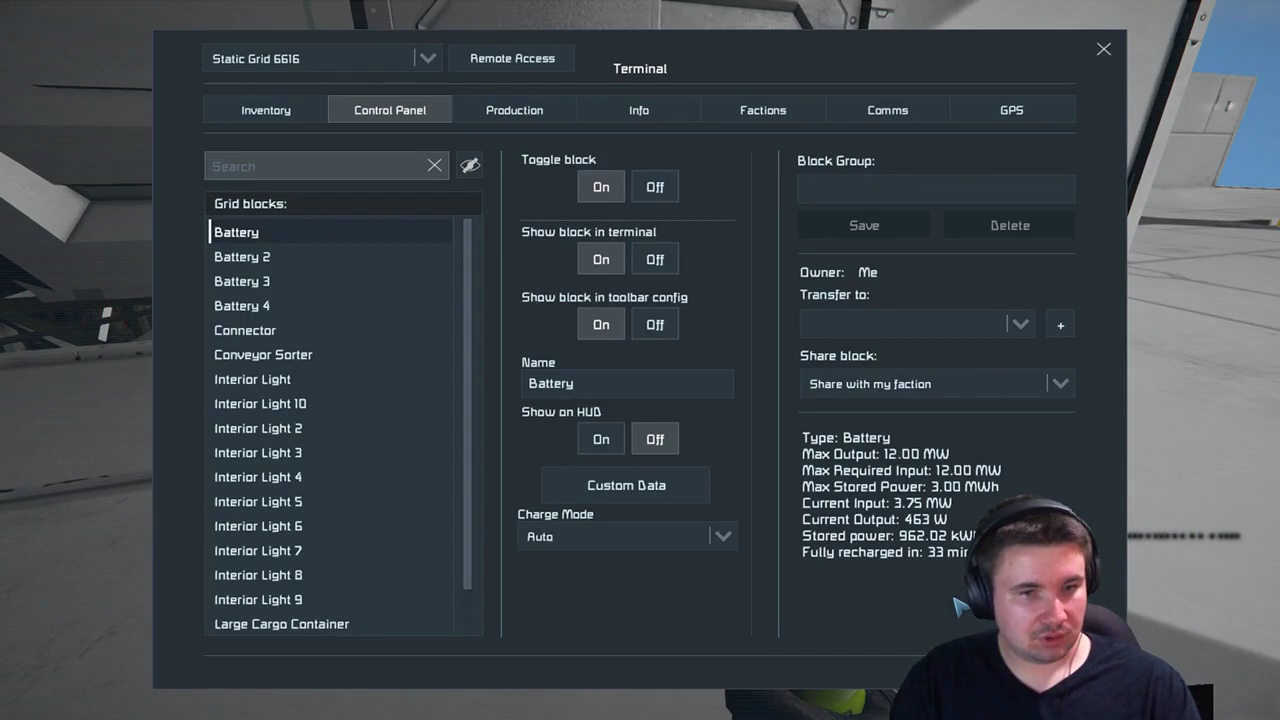 Static Grid 6616
Remote Access
Terminal
Inventory
Control Panel
Production
Info
Factions
Comms
GPS
Search
Grid blocks:
Battery
Battery 2
Battery 3
Battery 4
Connector
Conveyor Sorter
Interior Light
Interior Light 10
Interior Light 2
Interior Light 3
Interior Light 4
Interior Light 5
Interior Light 6
Interior Light 7
Interior Light 8
Interior Light 9
Large Cargo Container
Toggle block
On Off
Show block in terminal
On Off
Show block in toolbar config
On Off
Name
Battery
Show on HUD
On Off
Custom Data
Charge Mode
Auto
Block Group:
Save Delete
Owner: Me
Transfer to:
+
Share block:
Share with my faction
Type: Battery
Max Output: 12.00 MW
Max Required Input: 12.00 MW
Max Stored Power: 3.00 MWh
Current Input: 3.75 MW
Current Output: 463 W
Stored power: 962.02
Fully recharged in: 33 min